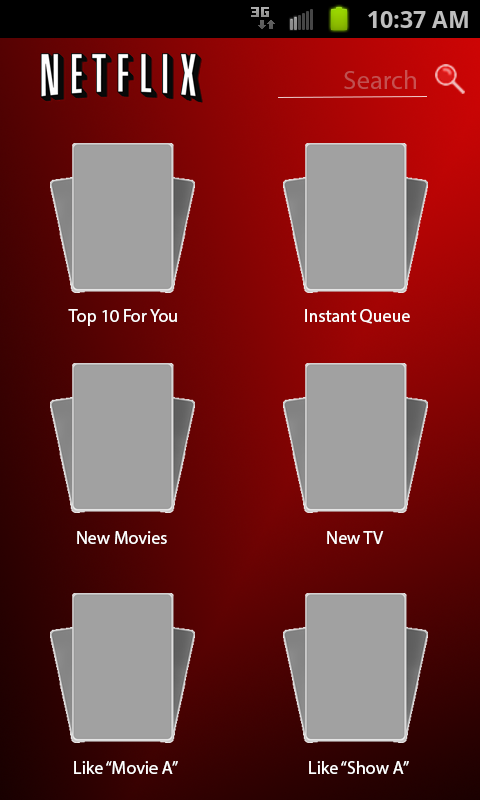 3G 10:37 AM
NETFLIX
Search
Top 10 For You
Instant Queue
New Movies
New TV
Like “Movie A”
Like “Show A”